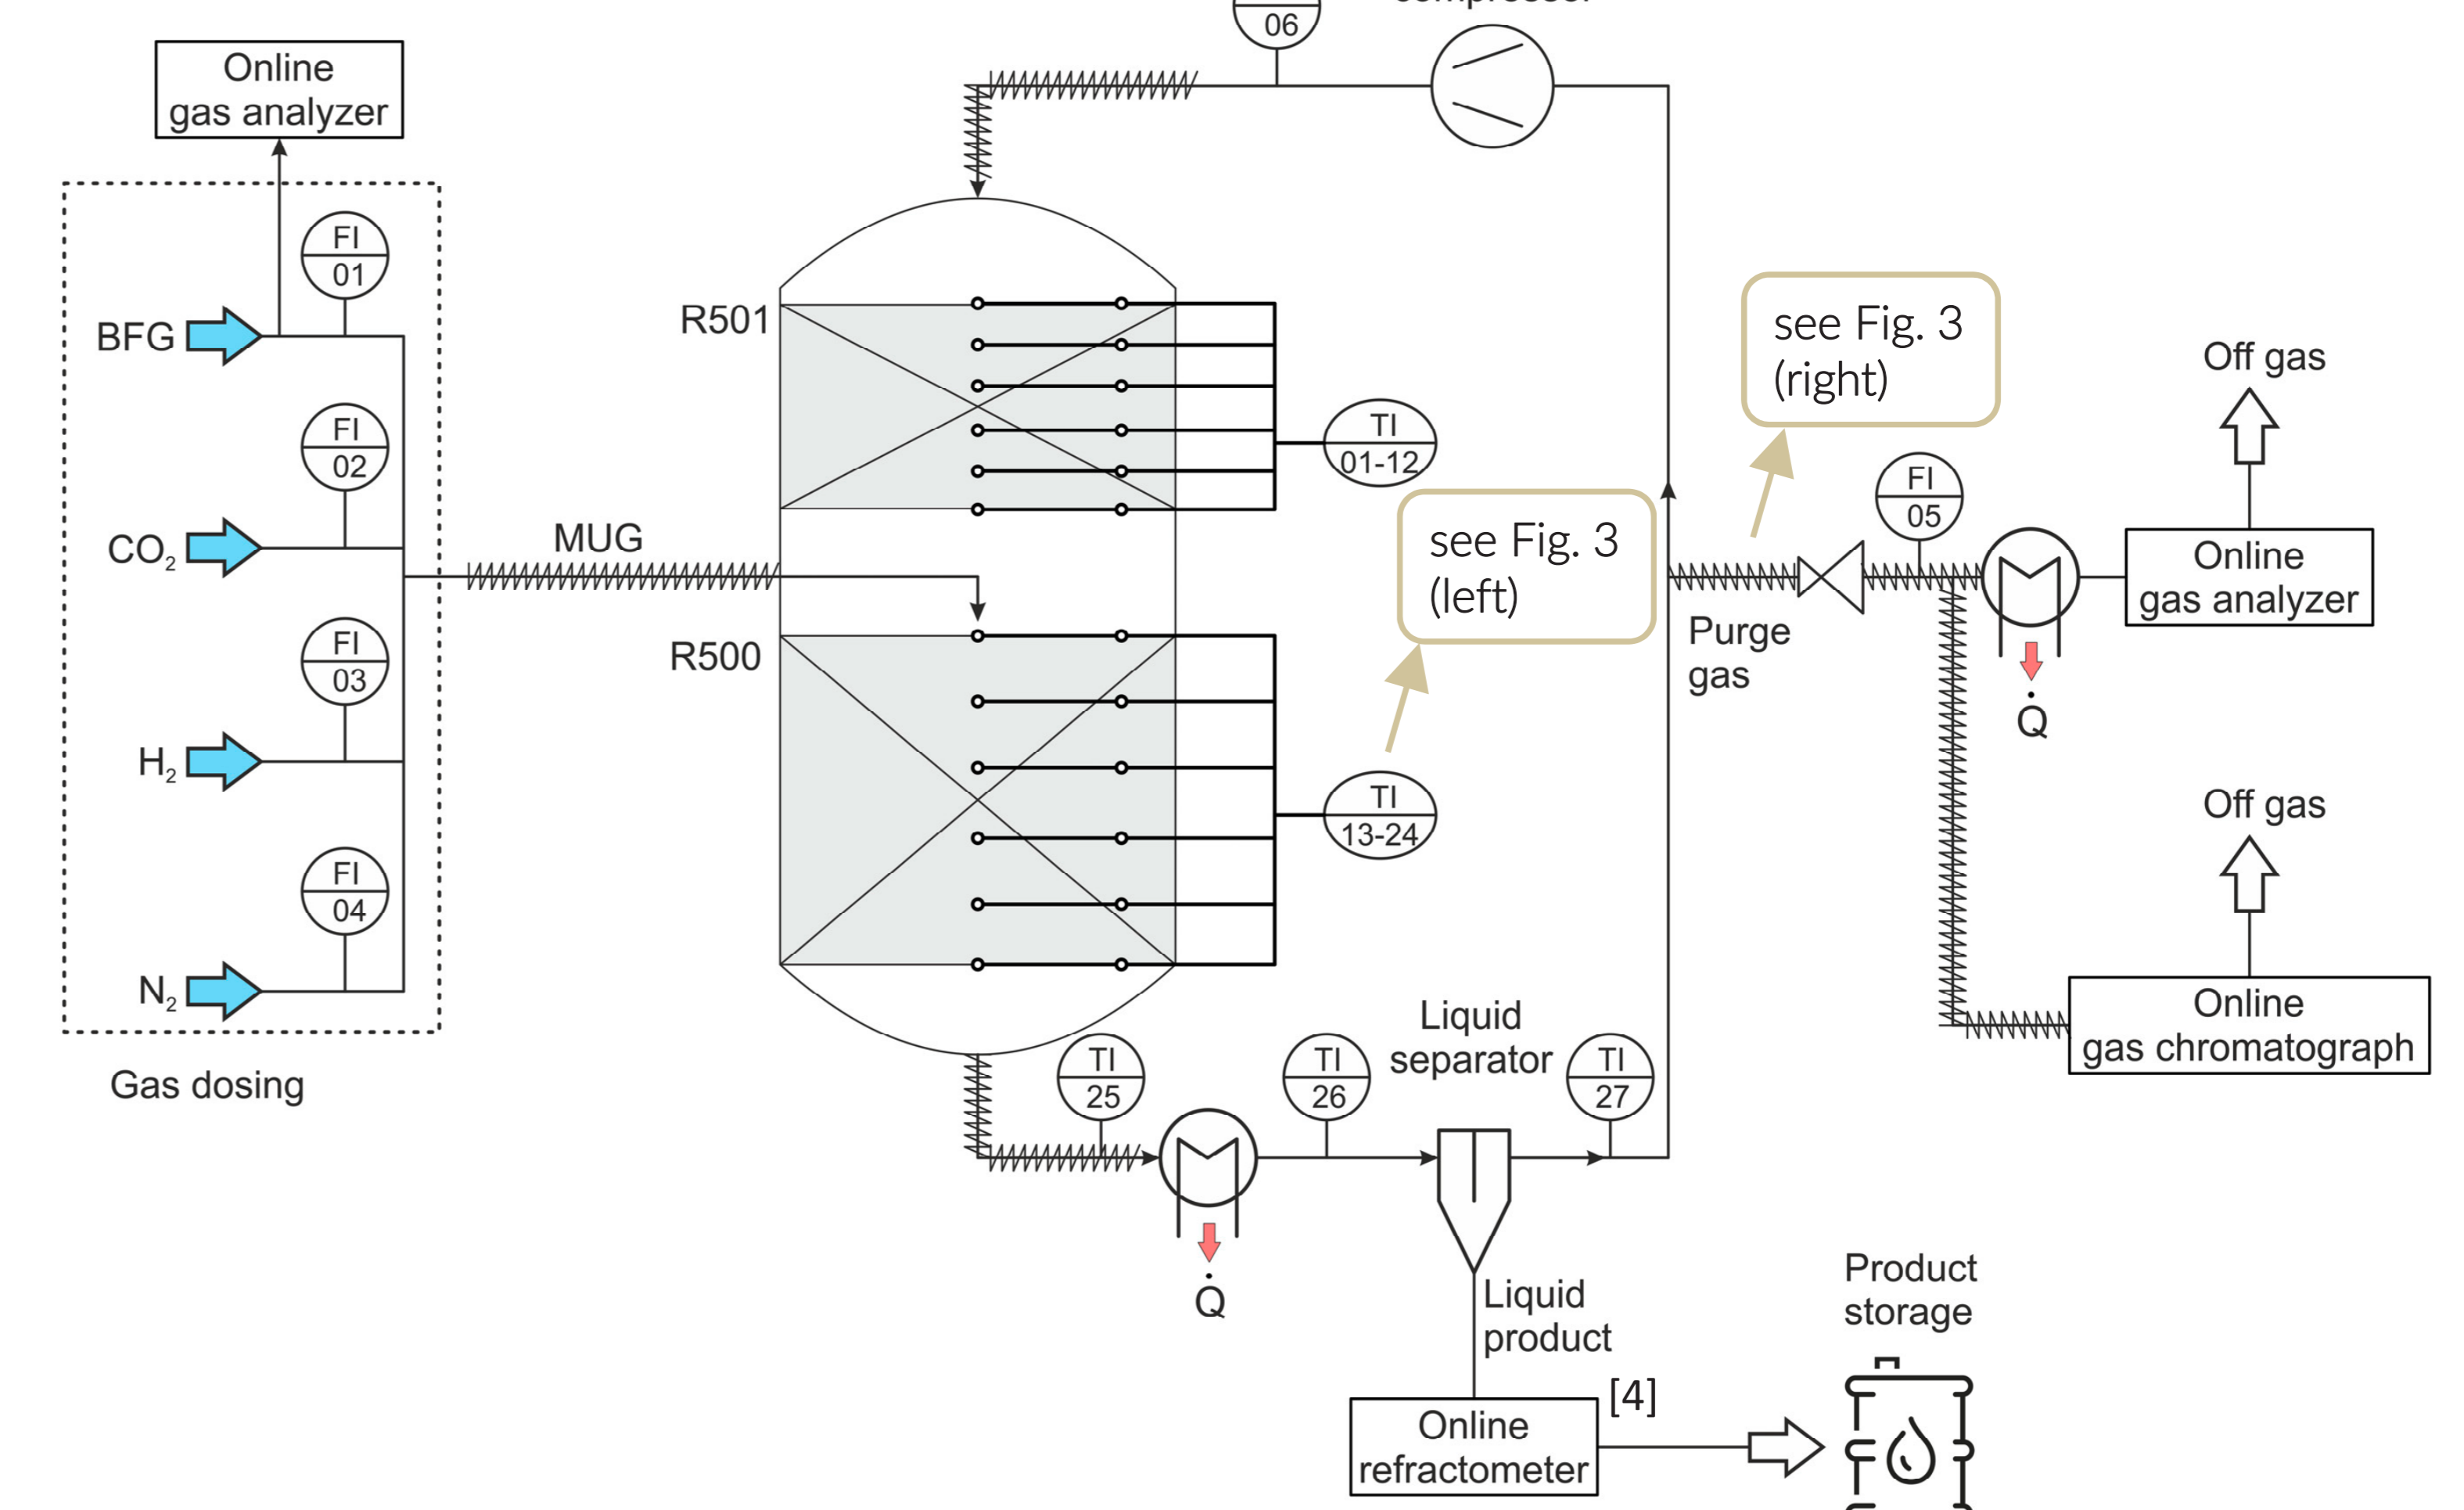 compressor
06
Online
gas analyzer
FI
01
BFG
FI
02
CO₂
FI
03
H₂
FI
04
N₂
Gas dosing
MUG
R501
TI
01-12
R500
TI
13-24
see Fig. 3
(left)
see Fig. 3
(right)
Purge
gas
FI
05
Q̇
Off gas
Online
gas analyzer
Off gas
Online
gas chromatograph
TI
25
Q̇
TI
26
Liquid
separator
TI
27
Liquid
product
Online
refractometer
[4]
Product
storage